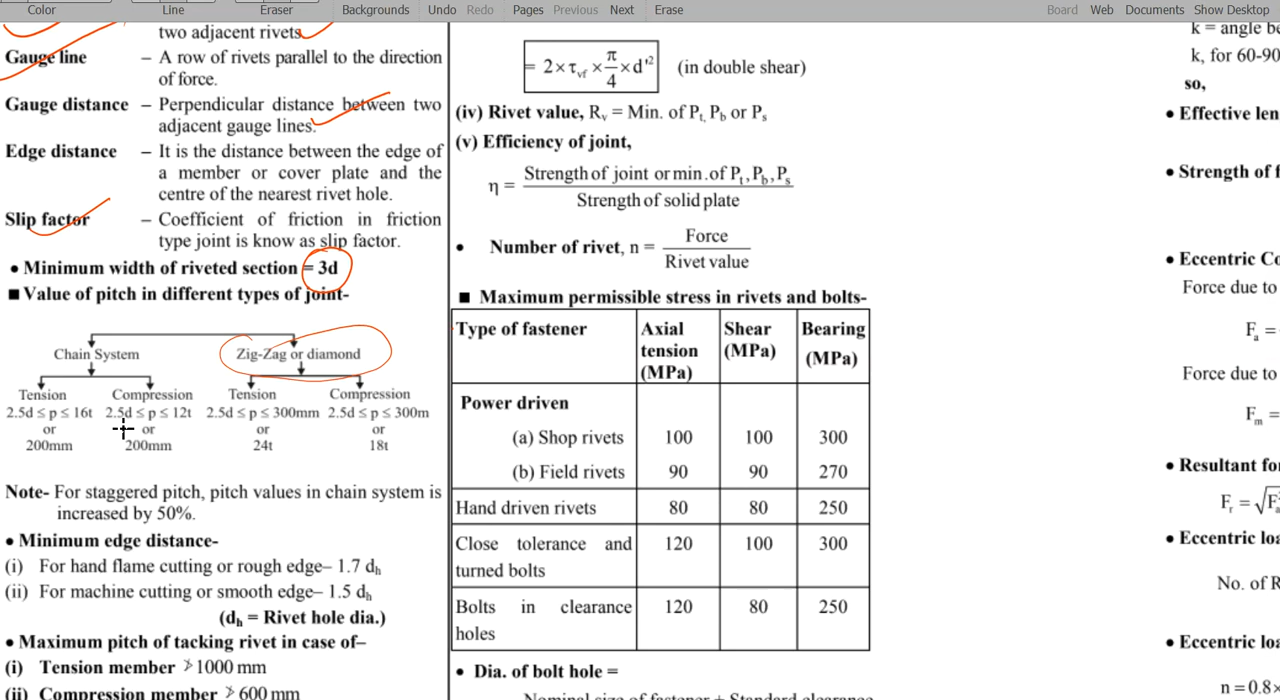 Color Line Eraser Backgrounds Undo Redo Pages Previous Next Erase Board Web Documents Show Desktop
two adjacent rivets.
Gauge line – A row of rivets parallel to the direction
of force.
Gauge distance – Perpendicular distance between two
adjacent gauge lines.
Edge distance – It is the distance between the edge of
a member or cover plate and the
centre of the nearest rivet hole.
Slip factor – Coefficient of friction in friction
type joint is know as slip factor.
• Minimum width of riveted section = 3d
■ Value of pitch in different types of joint-
Chain System Zig-Zag or diamond
Tension Compression Tension Compression
2.5d ≤ p ≤ 16t 2.5d ≤ p ≤ 12t 2.5d ≤ p ≤ 300mm 2.5d ≤ p ≤ 300m
or or or or
200mm 200mm 24t 18t
Note- For staggered pitch, pitch values in chain system is
increased by 50%.
• Minimum edge distance-
(i) For hand flame cutting or rough edge– 1.7 dh
(ii) For machine cutting or smooth edge– 1.5 dh
(dh = Rivet hole dia.)
• Maximum pitch of tacking rivet in case of–
(i) Tension member ≯ 1000 mm
(ii) Compression member ≯ 600 mm
= 2×τvf × π/4 × d'² (in double shear)
(iv) Rivet value, Rv = Min. of Pt, Pb or Ps
(v) Efficiency of joint,
η = Strength of joint or min.of Pt,Pb,Ps / Strength of solid plate
• Number of rivet, n = Force / Rivet value
■ Maximum permissible stress in rivets and bolts-
Type of fastener Axial tension (MPa) Shear (MPa) Bearing (MPa)
Power driven
(a) Shop rivets 100 100 300
(b) Field rivets 90 90 270
Hand driven rivets 80 80 250
Close tolerance and turned bolts 120 100 300
Bolts in clearance holes 120 80 250
• Dia. of bolt hole =
Nominal size of fastener + Standard clearance
k = angle be
k, for 60-90
so,
• Effective len
• Strength of f
• Eccentric Co
Force due to
Fa =
Force due to
Fm =
• Resultant for
Fr = √F
• Eccentric loa
No. of R
• Eccentric loa
n = 0.8×